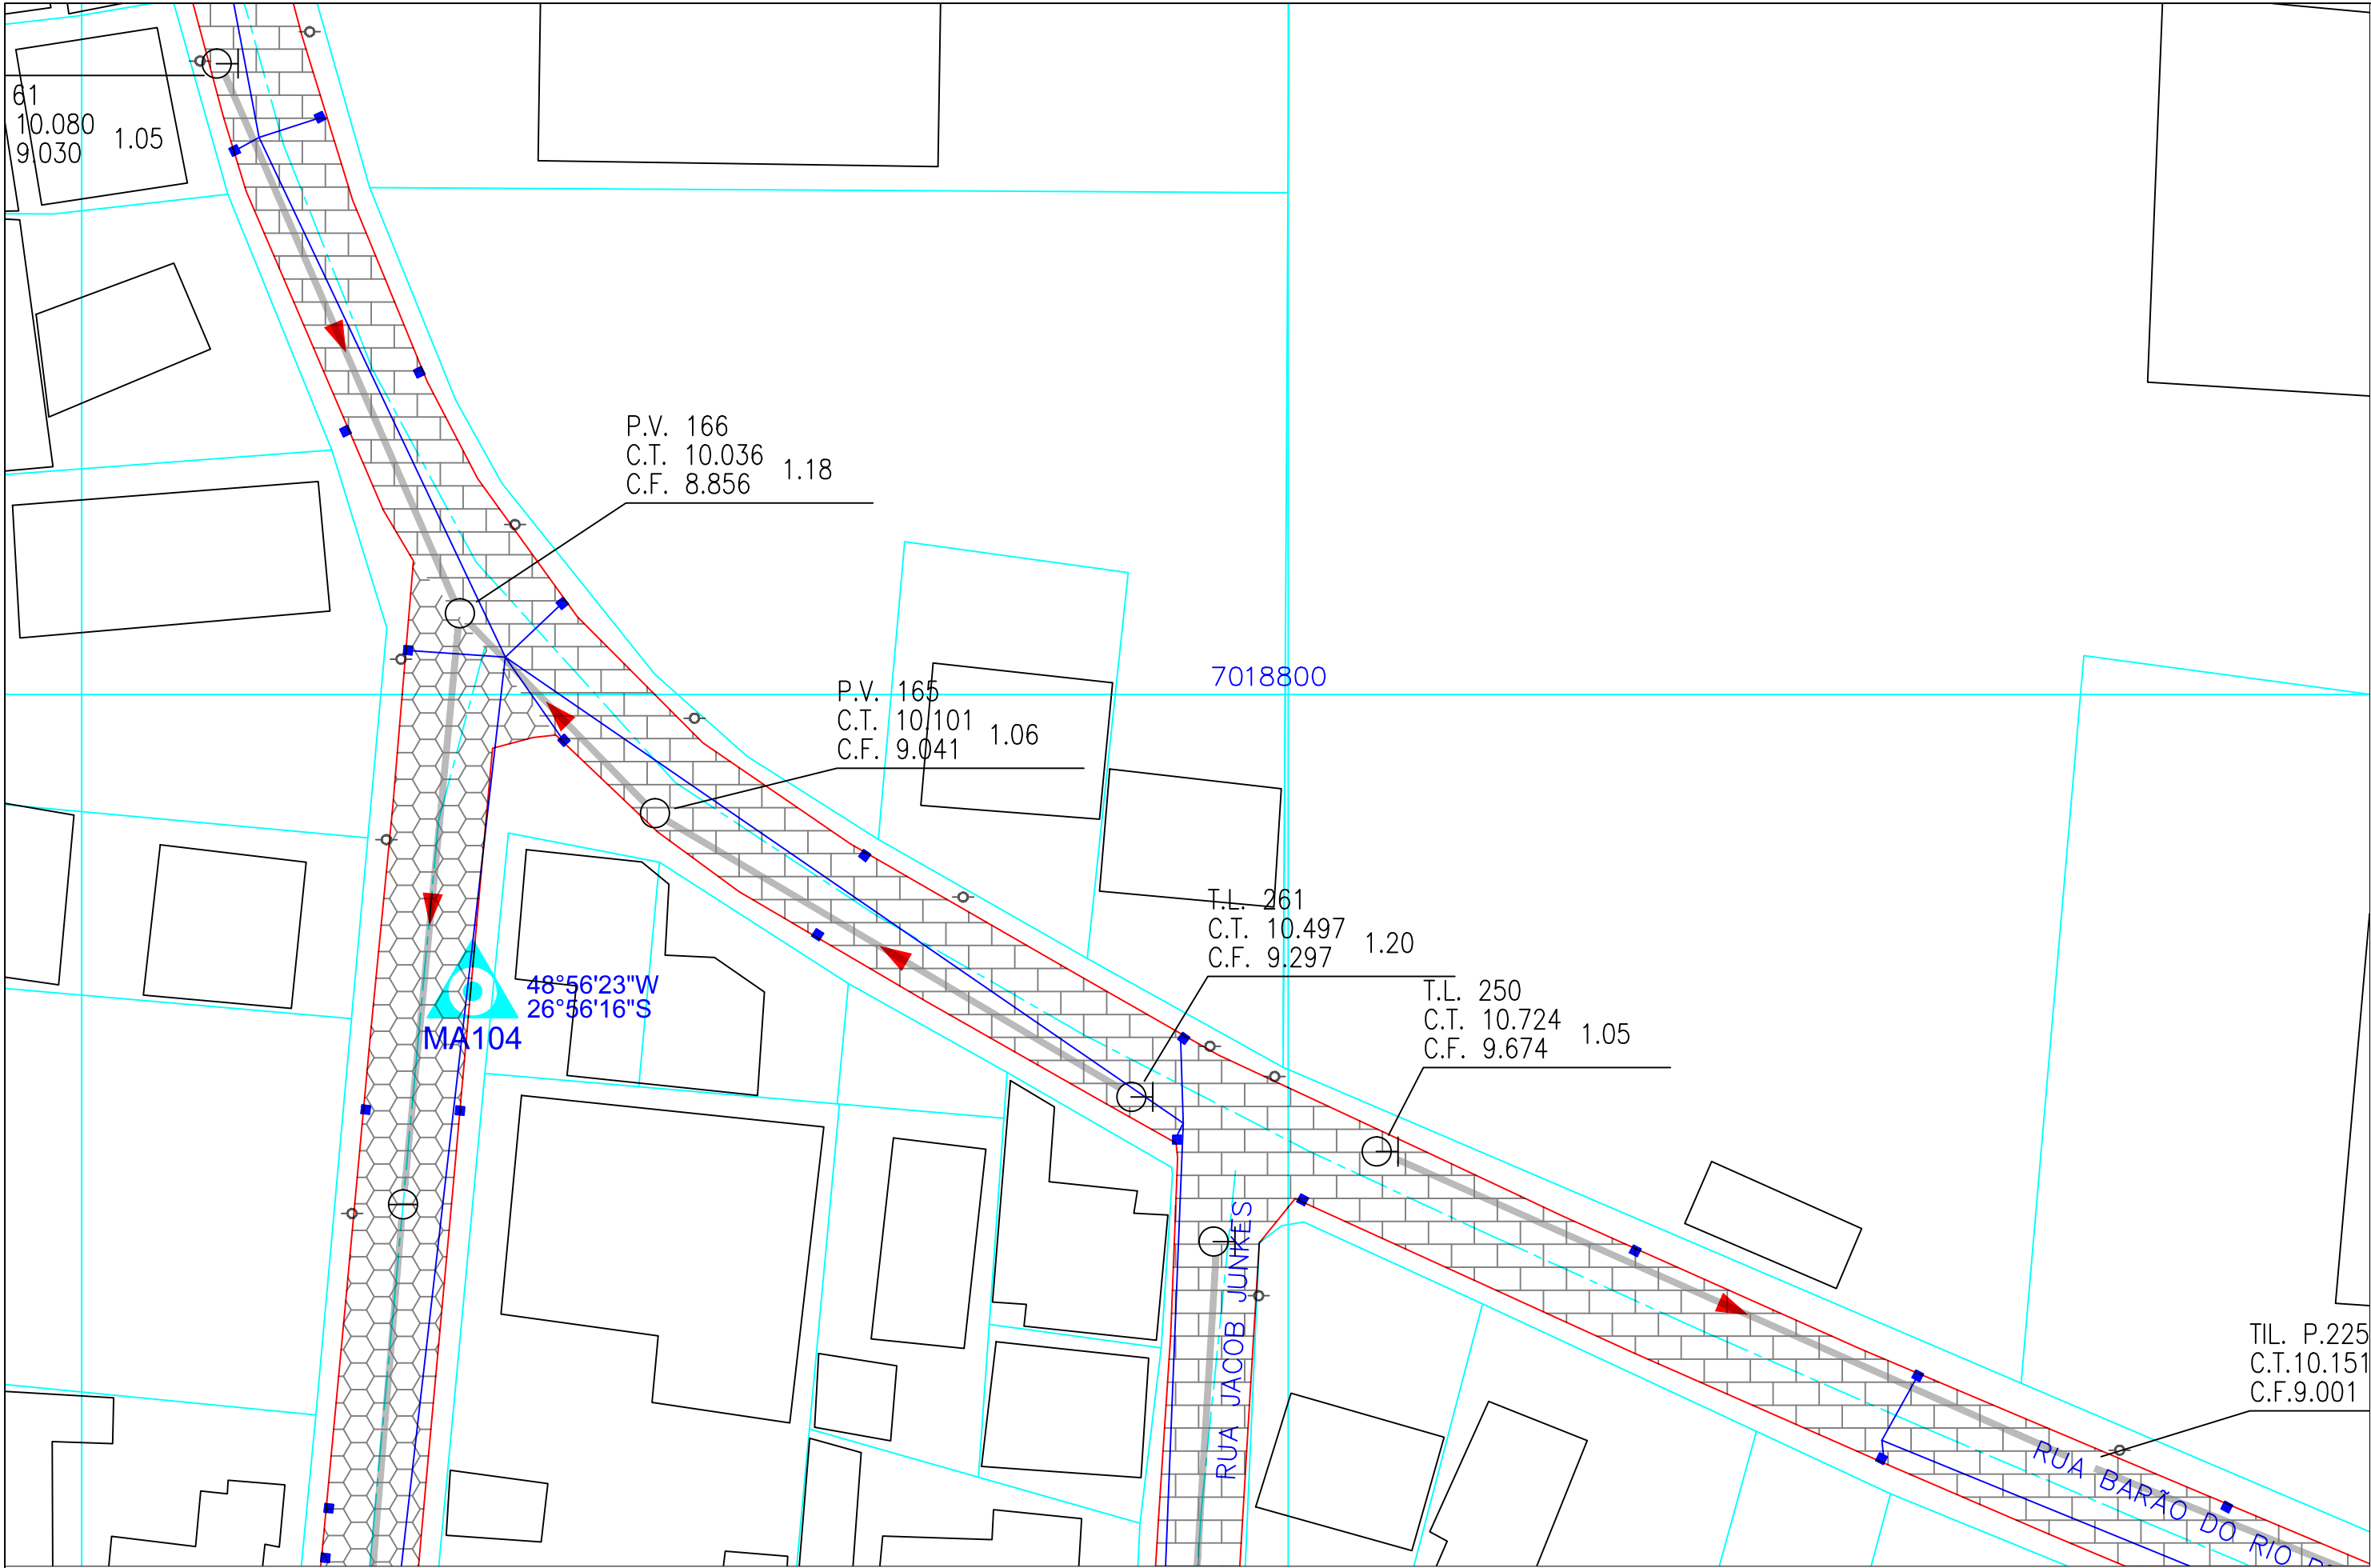 61
10.080
9.030
1.05
P.V. 166
C.T. 10.036
C.F. 8.856
1.18
7018800
P.V. 165
C.T. 10.101
C.F. 9.041
1.06
T.L. 261
C.T. 10.497
C.F. 9.297
1.20
48°56'23"W
26°56'16"S
MA104
T.L. 250
C.T. 10.724
C.F. 9.674
1.05
RUA JACOB JUNKES
TIL. P.225
C.T.10.151
C.F.9.001
RUA BARÃO DO RIO